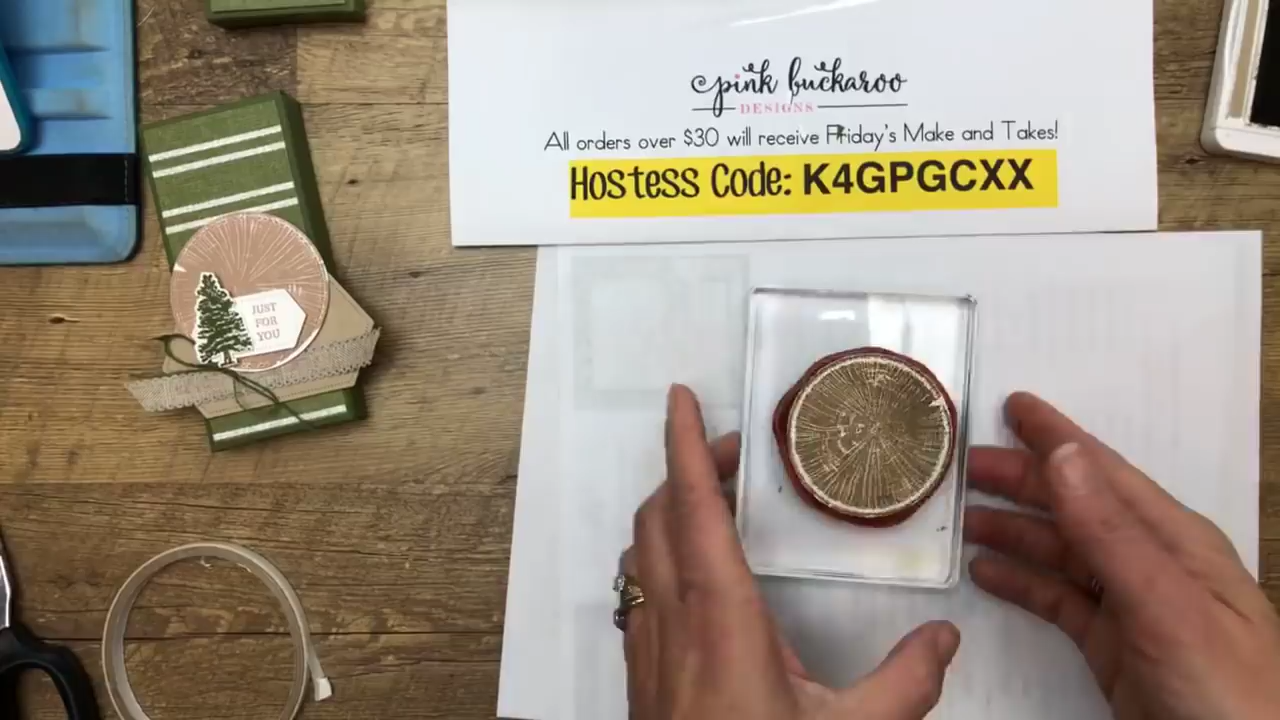 pink buckaroo
DESIGNS
All orders over $30 will receive Friday's Make and Takes!
Hostess Code: K4GPGCXX
JUST
FOR
YOU